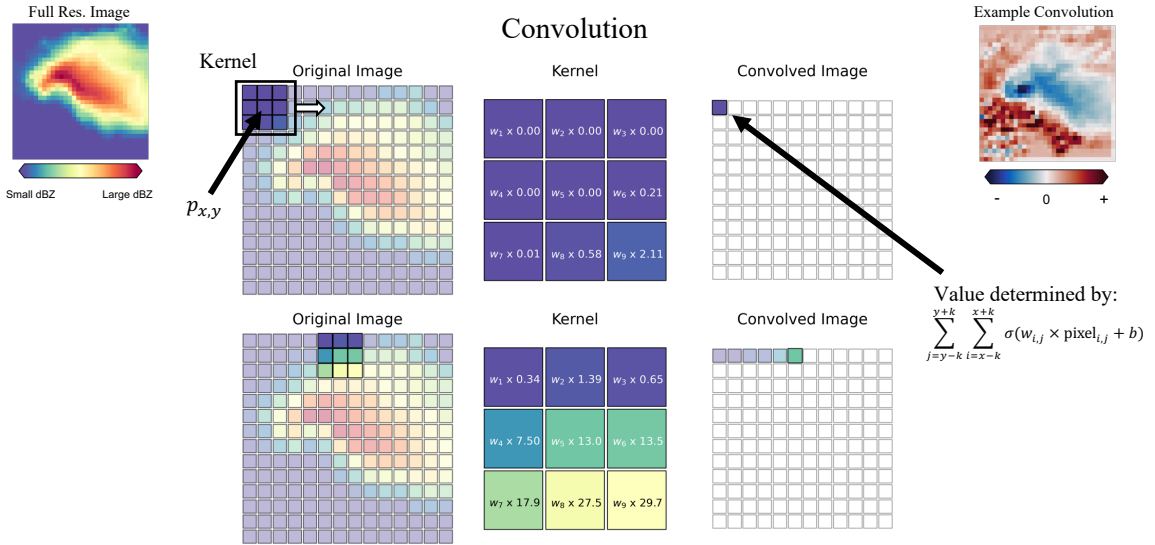 Full Res. Image
Small dBZ Large dBZ
Convolution
Kernel
Original Image
Kernel
Convolved Image
p_{x,y}
w₁ x 0.00 w₂ x 0.00 w₃ x 0.00
w₄ x 0.00 w₅ x 0.00 w₆ x 0.21
w₇ x 0.01 w₈ x 0.58 w₉ x 2.11
Example Convolution
- 0 +
Value determined by:
∑_{j=y−k}^{y+k} ∑_{i=x−k}^{x+k} σ(w_{i,j} × pixel_{i,j} + b)
Original Image
Kernel
Convolved Image
w₁ x 0.34 w₂ x 1.39 w₃ x 0.65
w₄ x 7.50 w₅ x 13.0 w₆ x 13.5
w₇ x 17.9 w₈ x 27.5 w₉ x 29.7